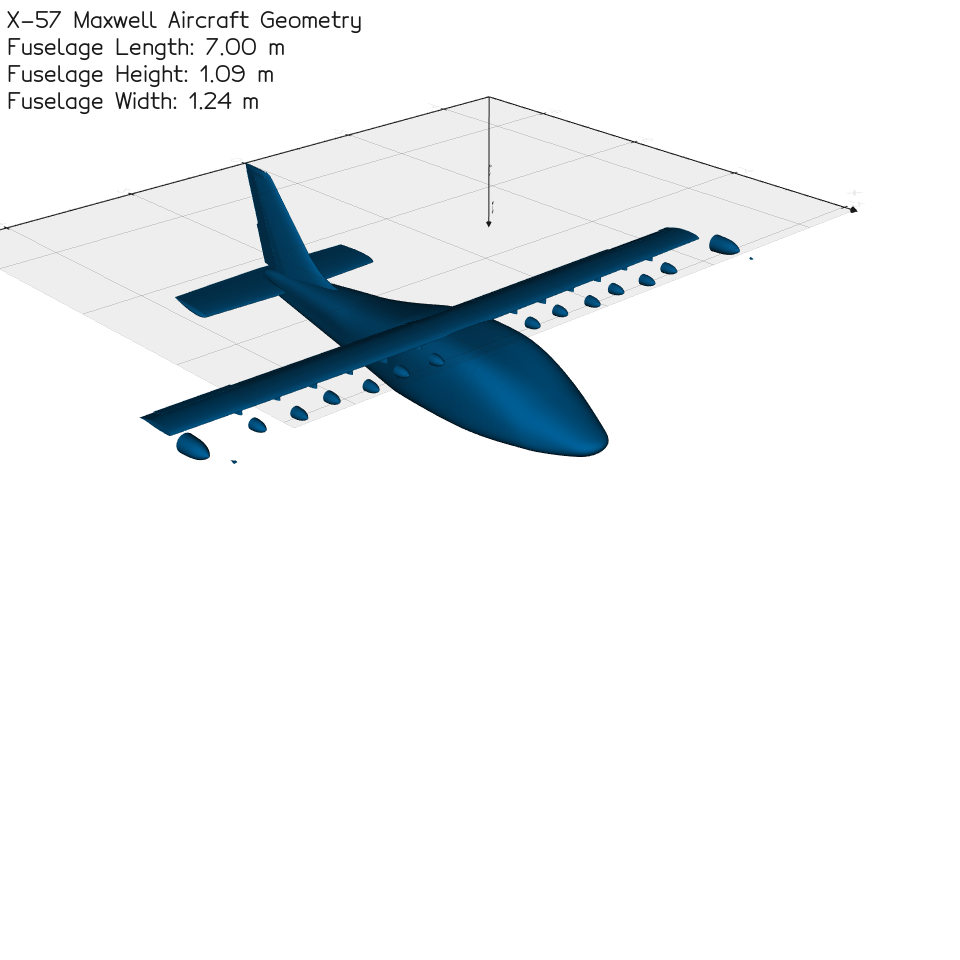 X-57 Maxwell Aircraft Geometry
Fuselage Length: 7.00 m
Fuselage Height: 1.09 m
Fuselage Width: 1.24 m